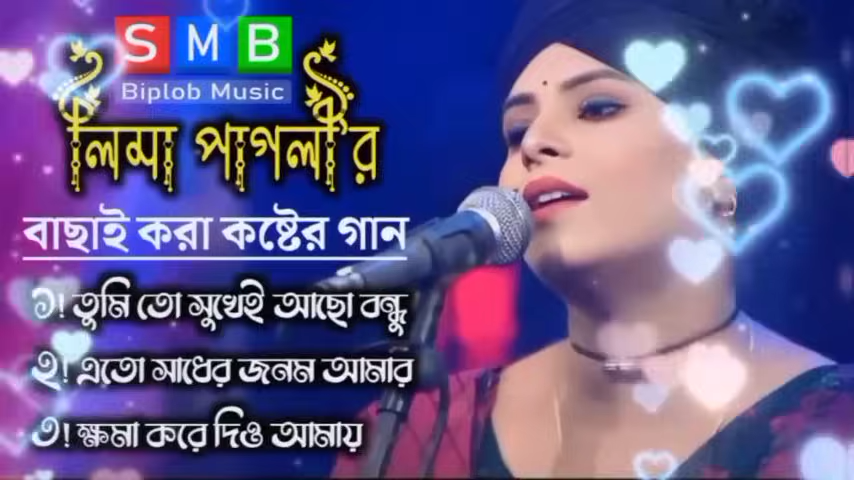 SMB
Biplob Music
লিমা পাগলী'র
বাছাই করা কষ্টের গান
১! তুমি তো সুখেই আছো বন্ধু
২! এতো সাধের জনম আমার
৩! ক্ষমা করে দিও আমায়